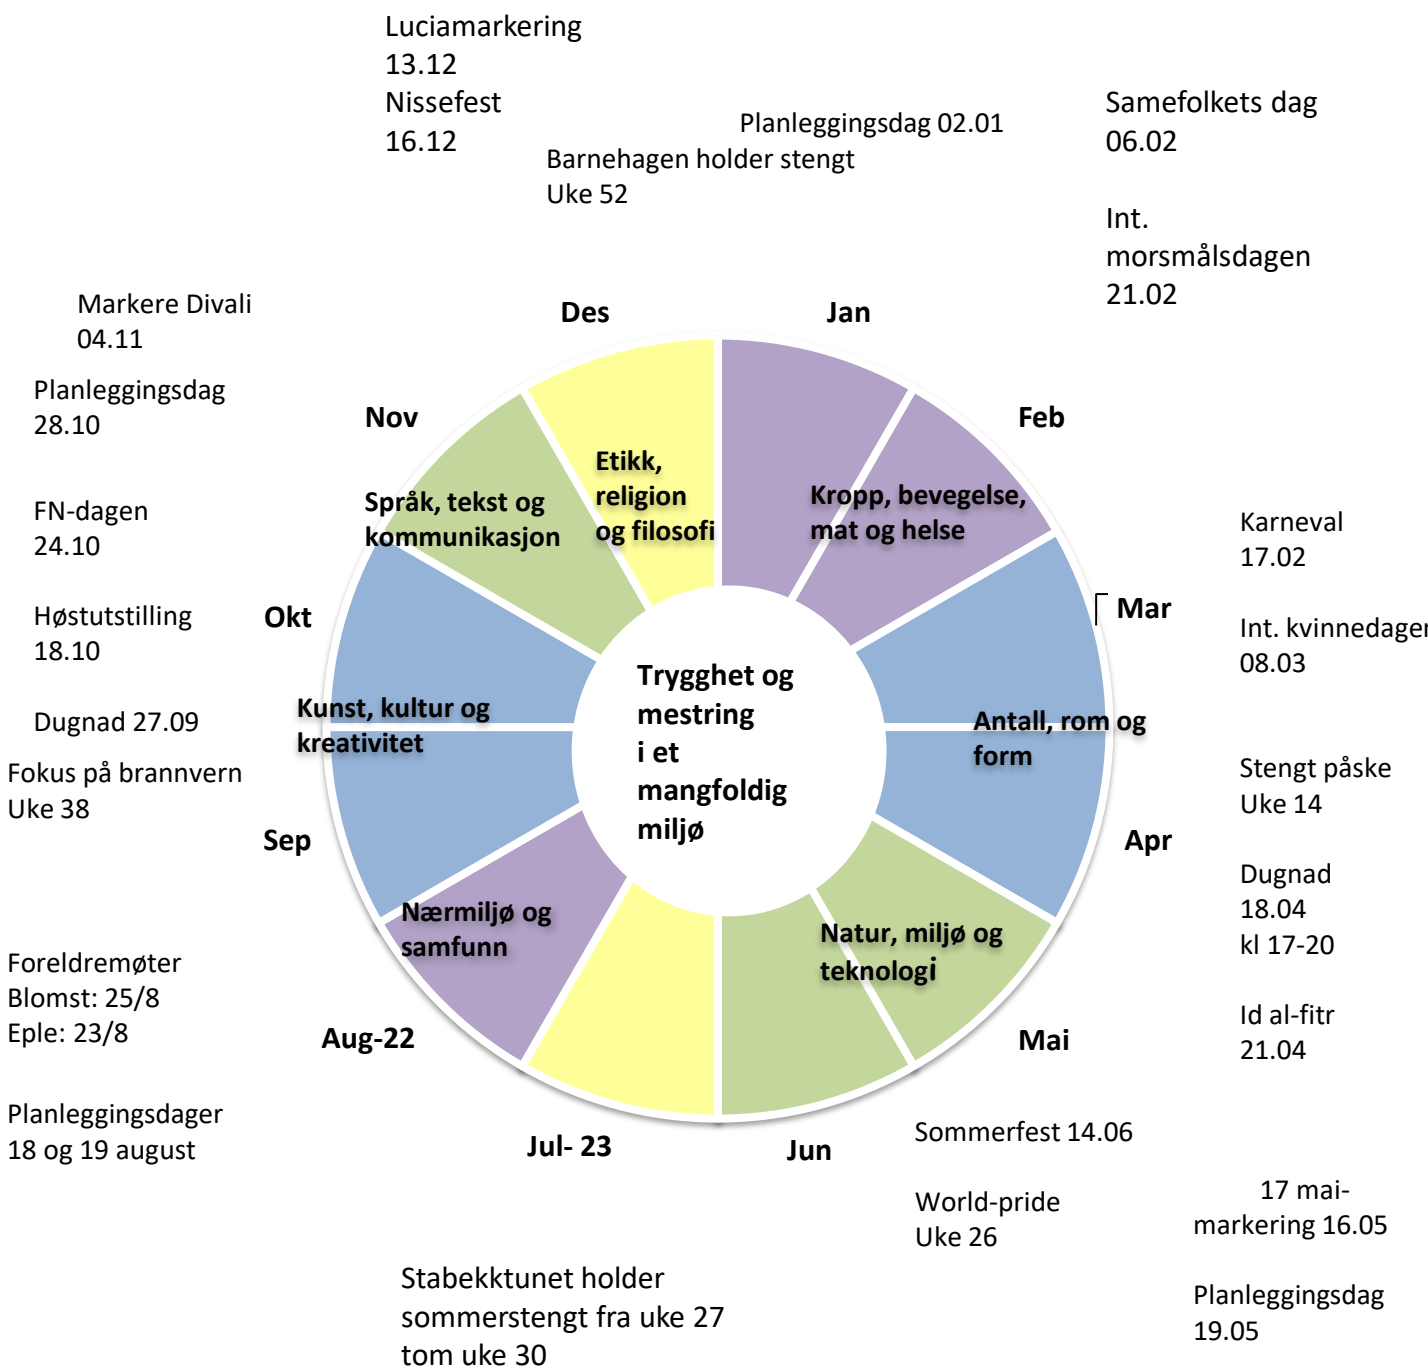 Luciamarkering
13.12
Nissefest
16.12
Planleggingsdag 02.01
Barnehagen holder stengt
Uke 52
Samefolkets dag
06.02
Int.
morsmålsdagen
21.02
Markere Divali
04.11
Planleggingsdag
28.10
FN-dagen
24.10
Høstutstilling
18.10
Dugnad 27.09
Fokus på brannvern
Uke 38
Foreldremøter
Blomst: 25/8
Eple: 23/8
Planleggingsdager
18 og 19 august
Des
Jan
Nov
Feb
Okt
Mar
Sep
Apr
Aug-22
Mai
Jul- 23
Jun
Etikk,
religion
og filosofi
Kropp, bevegelse,
mat og helse
Språk, tekst og
kommunikasjon
Kunst, kultur og
kreativitet
Trygghet og
mestring
i et
mangfoldig
miljø
Antall, rom og
form
Nærmiljø og
samfunn
Natur, miljø og
teknologi
Karneval
17.02
Int. kvinnedagen
08.03
Stengt påske
Uke 14
Dugnad
18.04
kl 17-20
Id al-fitr
21.04
Sommerfest 14.06
World-pride
Uke 26
17 mai-
markering 16.05
Planleggingsdag
19.05
Stabekktunet holder
sommerstengt fra uke 27
tom uke 30